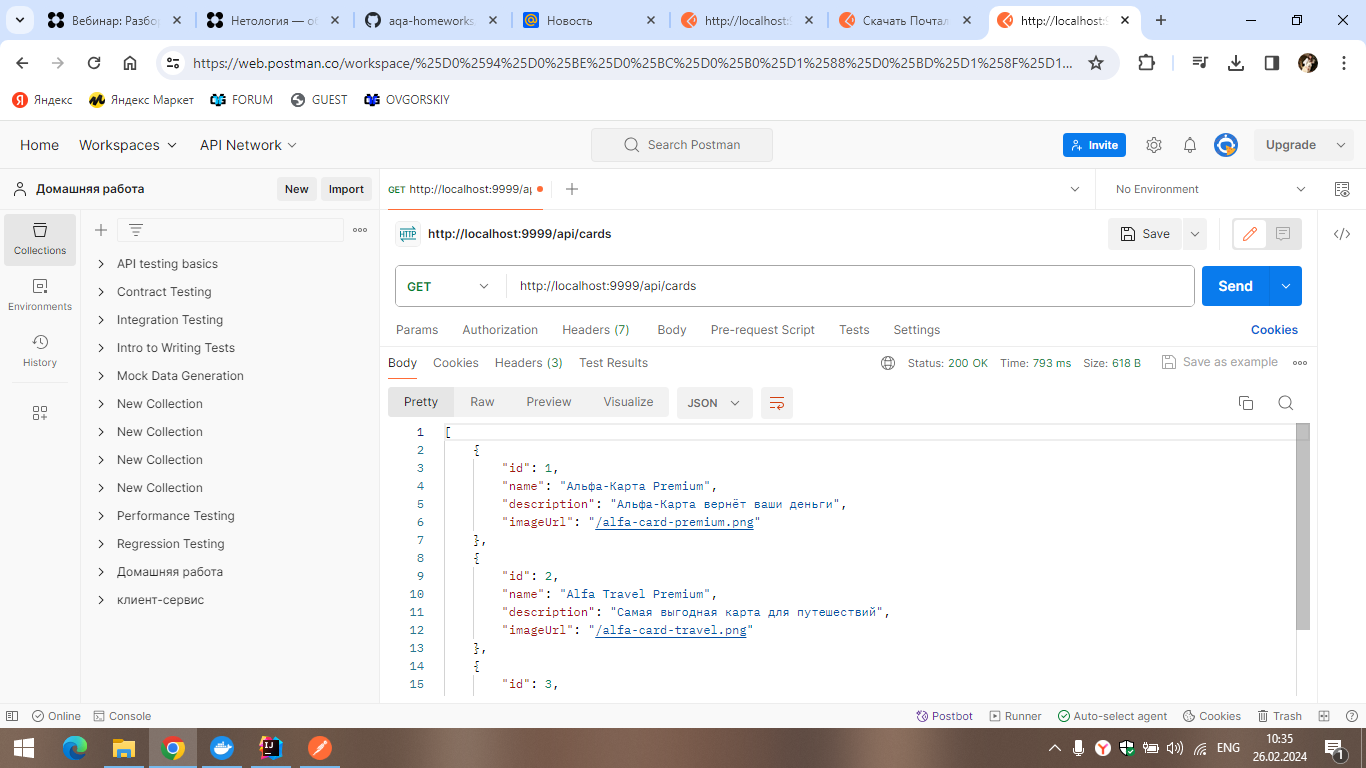 Вебинар: Разбор
Нетология — об
aqa-homeworks/
Новость
http://localhost:9
Скачать Почтал
http://localhost:9
https://web.postman.co/workspace/%25D0%2594%25D0%25BE%25D0%25BC%25D0%25B0%25D1%2588%25D0%25BD%25D1%258F%25D1...
Яндекс
Яндекс Маркет
FORUM
GUEST
OVGORSKIY
Home
Workspaces
API Network
Search Postman
Invite
Upgrade
Домашняя работа
New
Import
GET http://localhost:9999/ap
No Environment
Collections
Environments
History
API testing basics
Contract Testing
Integration Testing
Intro to Writing Tests
Mock Data Generation
New Collection
New Collection
New Collection
New Collection
Performance Testing
Regression Testing
Домашняя работа
клиент-сервис
HTTP
http://localhost:9999/api/cards
Save
GET
http://localhost:9999/api/cards
Send
Params
Authorization
Headers (7)
Body
Pre-request Script
Tests
Settings
Cookies
Body
Cookies
Headers (3)
Test Results
Status: 200 OK
Time: 793 ms
Size: 618 B
Save as example
Pretty
Raw
Preview
Visualize
JSON
1 [
2 {
3 "id": 1,
4 "name": "Альфа-Карта Premium",
5 "description": "Альфа-Карта вернёт ваши деньги",
6 "imageUrl": "/alfa-card-premium.png"
7 },
8 {
9 "id": 2,
10 "name": "Alfa Travel Premium",
11 "description": "Самая выгодная карта для путешествий",
12 "imageUrl": "/alfa-card-travel.png"
13 },
14 {
15 "id": 3,
Online
Console
Postbot
Runner
Auto-select agent
Cookies
Trash
ENG
10:35
26.02.2024
1